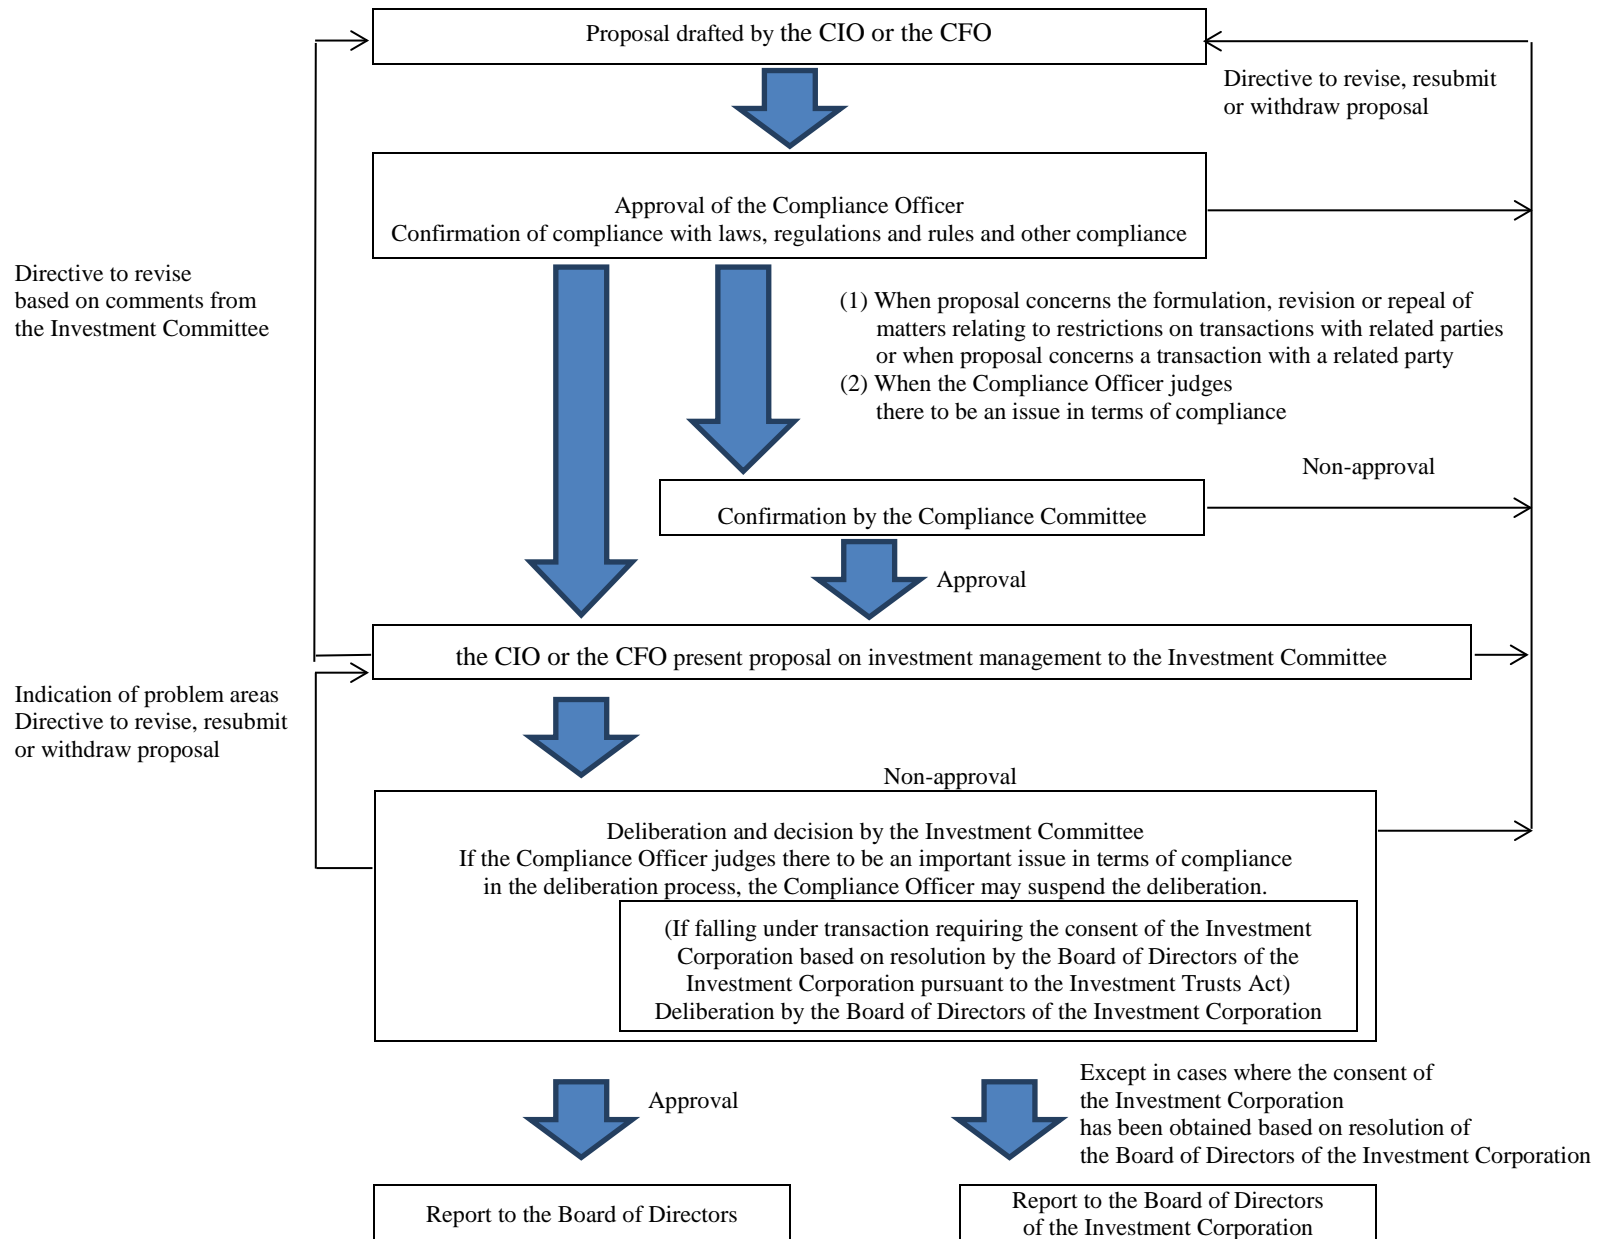 Proposal drafted by the CIO or the CFO
Directive to revise, resubmit
or withdraw proposal
Approval of the Compliance Officer
Confirmation of compliance with laws, regulations and rules and other compliance
Directive to revise
based on comments from
the Investment Committee
(1) When proposal concerns the formulation, revision or repeal of
matters relating to restrictions on transactions with related parties
or when proposal concerns a transaction with a related party
(2) When the Compliance Officer judges
there to be an issue in terms of compliance
Non-approval
Confirmation by the Compliance Committee
Approval
the CIO or the CFO present proposal on investment management to the Investment Committee
Indication of problem areas
Directive to revise, resubmit
or withdraw proposal
Non-approval
Deliberation and decision by the Investment Committee
If the Compliance Officer judges there to be an important issue in terms of compliance
in the deliberation process, the Compliance Officer may suspend the deliberation.
(If falling under transaction requiring the consent of the Investment
Corporation based on resolution by the Board of Directors of the
Investment Corporation pursuant to the Investment Trusts Act)
Deliberation by the Board of Directors of the Investment Corporation
Approval
Except in cases where the consent of
the Investment Corporation
has been obtained based on resolution of
the Board of Directors of the Investment Corporation
Report to the Board of Directors
Report to the Board of Directors
of the Investment Corporation